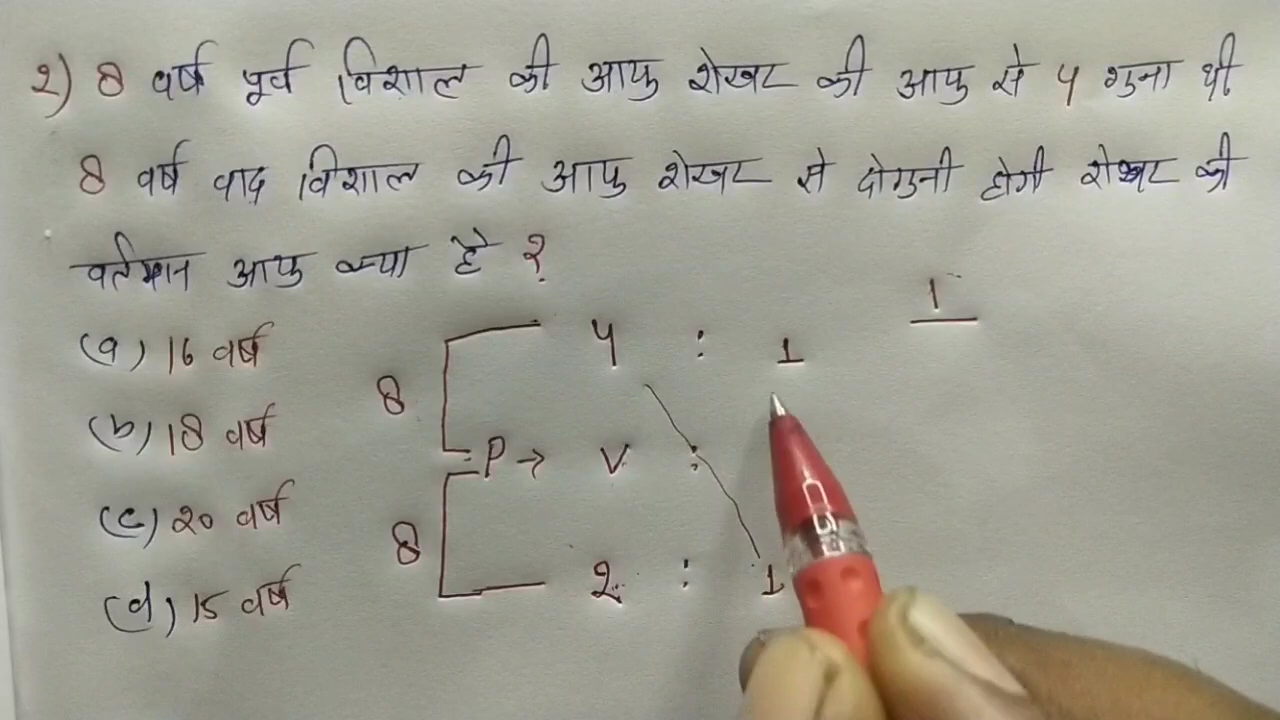 २) 8 वर्ष पूर्व विशाल की आयु शेखर की आयु से 4 गुना थी
8 वर्ष वाद विशाल की आयु शेखर से दोगुनी होगी शेखर की
वर्तमान आयु क्या है ?
(a) 16 वर्ष
(b) 18 वर्ष
(c) 20 वर्ष
(d) 15 वर्ष
1
4 : 1
8
P → V :
8
2 : 1